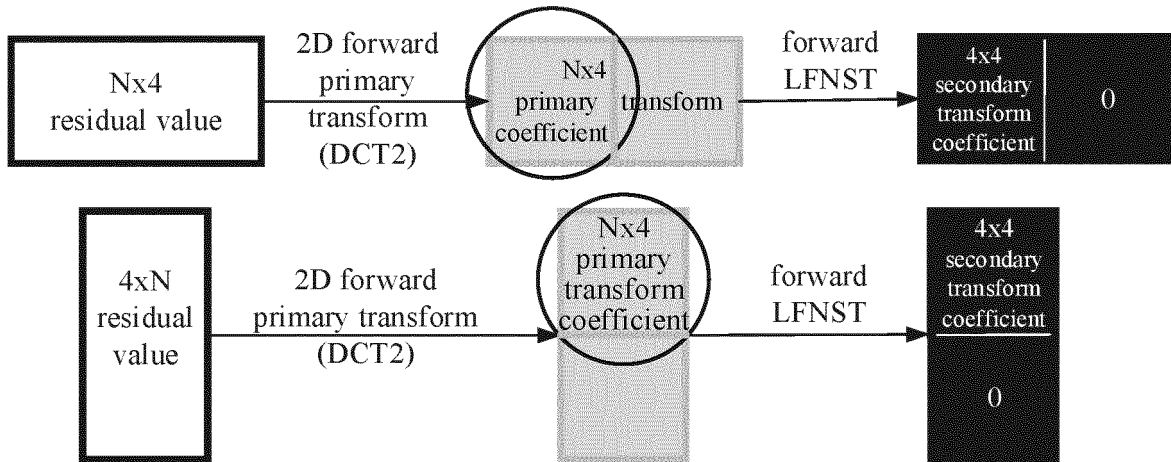 Nx4
residual value
2D forward
primary
transform
(DCT2)
Nx4
primary transform
coefficient
forward
LFNST
4x4
secondary
transform
coefficient
0
4xN
residual
value
2D forward
primary transform
(DCT2)
Nx4
primary
transform
coefficient
forward
LFNST
4x4
secondary
transform
coefficient
0